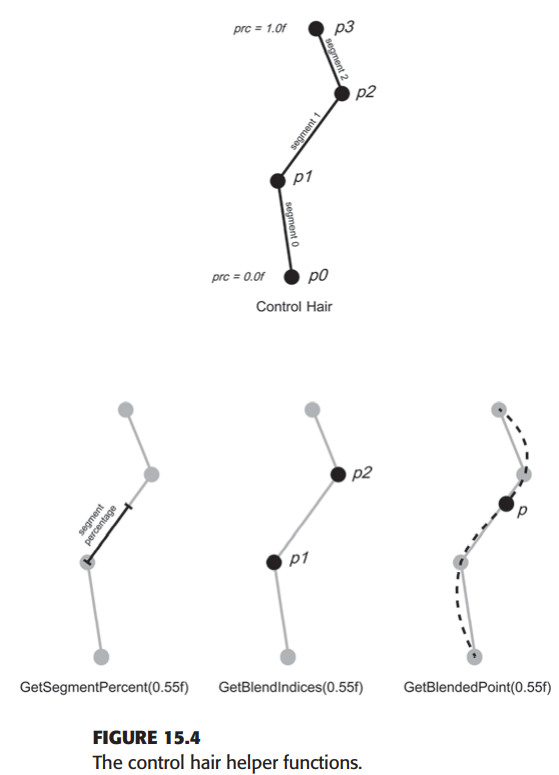 prc = 1.0f
p3
segment 2
p2
segment 1
p1
segment 0
prc = 0.0f
p0
Control Hair
segment
percentage
p2
p1
p
GetSegmentPercent(0.55f)
GetBlendIndices(0.55f)
GetBlendedPoint(0.55f)
FIGURE 15.4
The control hair helper functions.